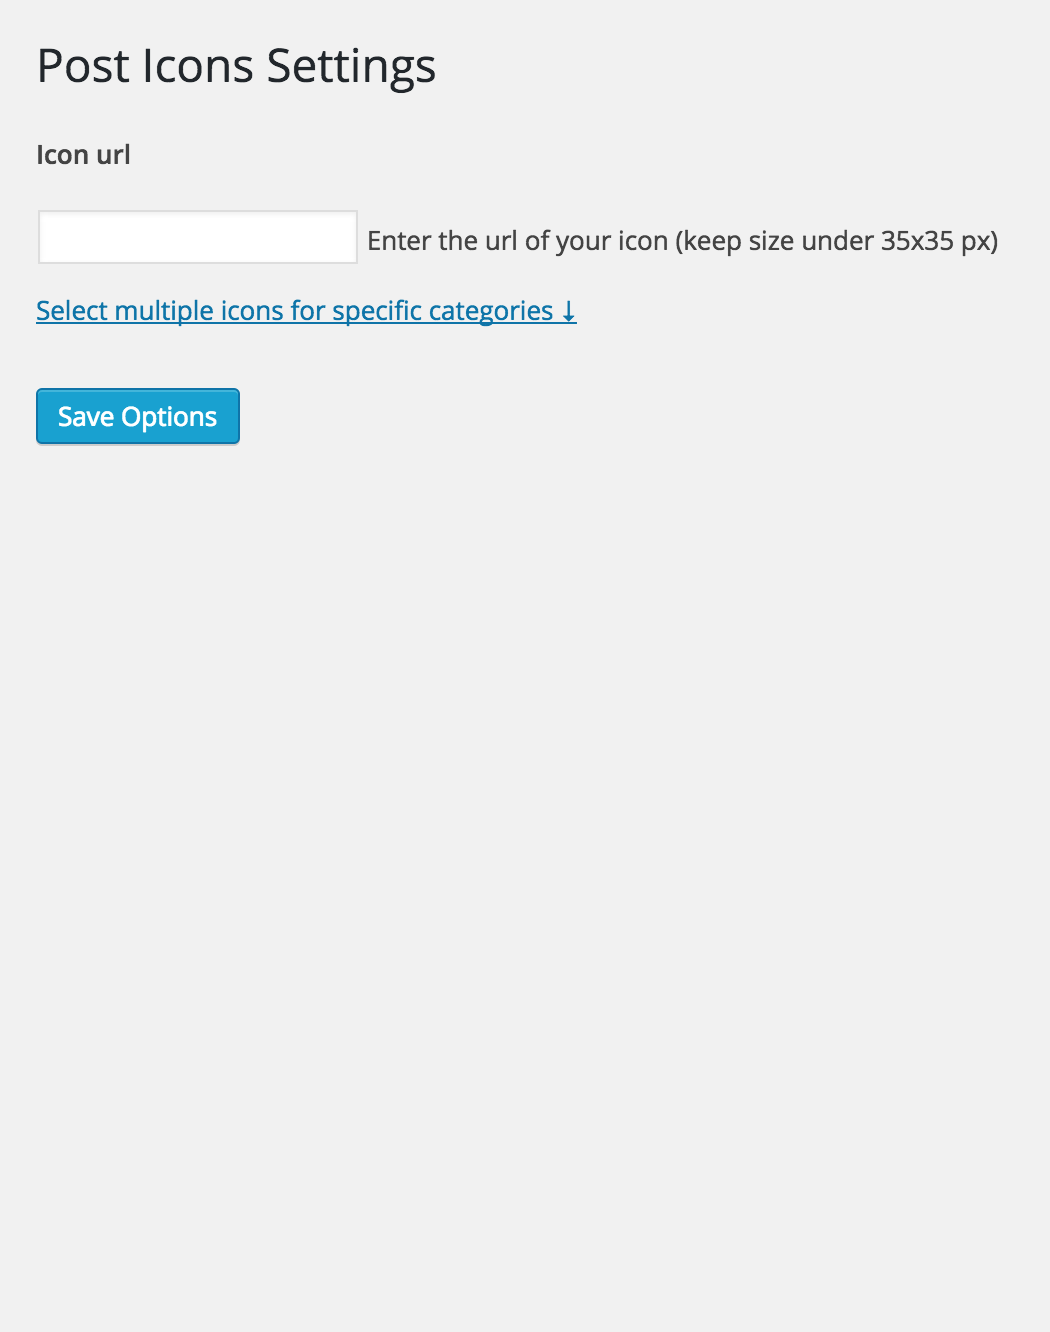 Post Icons Settings
Icon url
Enter the url of your icon (keep size under 35x35 px)
Select multiple icons for specific categories ↓
Save Options